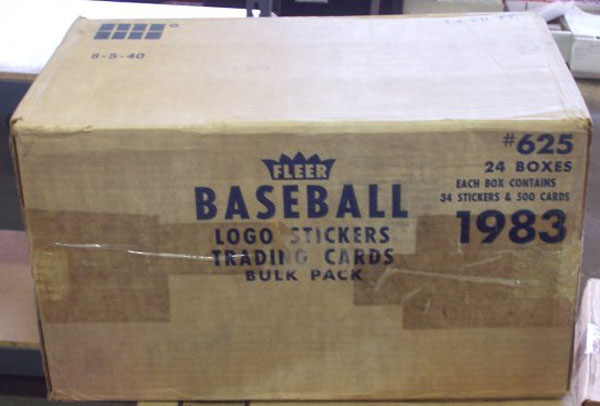 8-5-40
FLEER
BASEBALL
LOGO STICKERS
TRADING CARDS
BULK PACK
#625
24 BOXES
EACH BOX CONTAINS
34 STICKERS & 500 CARDS
1983